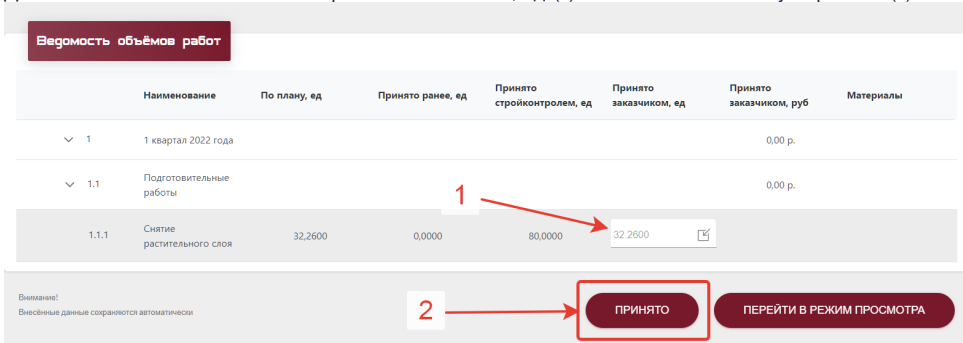 Ведомость объёмов работ
Наименование По плану, ед Принято ранее, ед Принято стройконтролем, ед Принято заказчиком, ед Принято заказчиком, руб Материалы
1 1 квартал 2022 года 0,00 р.
1.1 Подготовительные работы 0,00 р.
1
1.1.1 Снятие растительного слоя 32,2600 0,0000 80,0000 32.2600
Внимание!
Внесённые данные сохраняются автоматически
2
ПРИНЯТО ПЕРЕЙТИ В РЕЖИМ ПРОСМОТРА